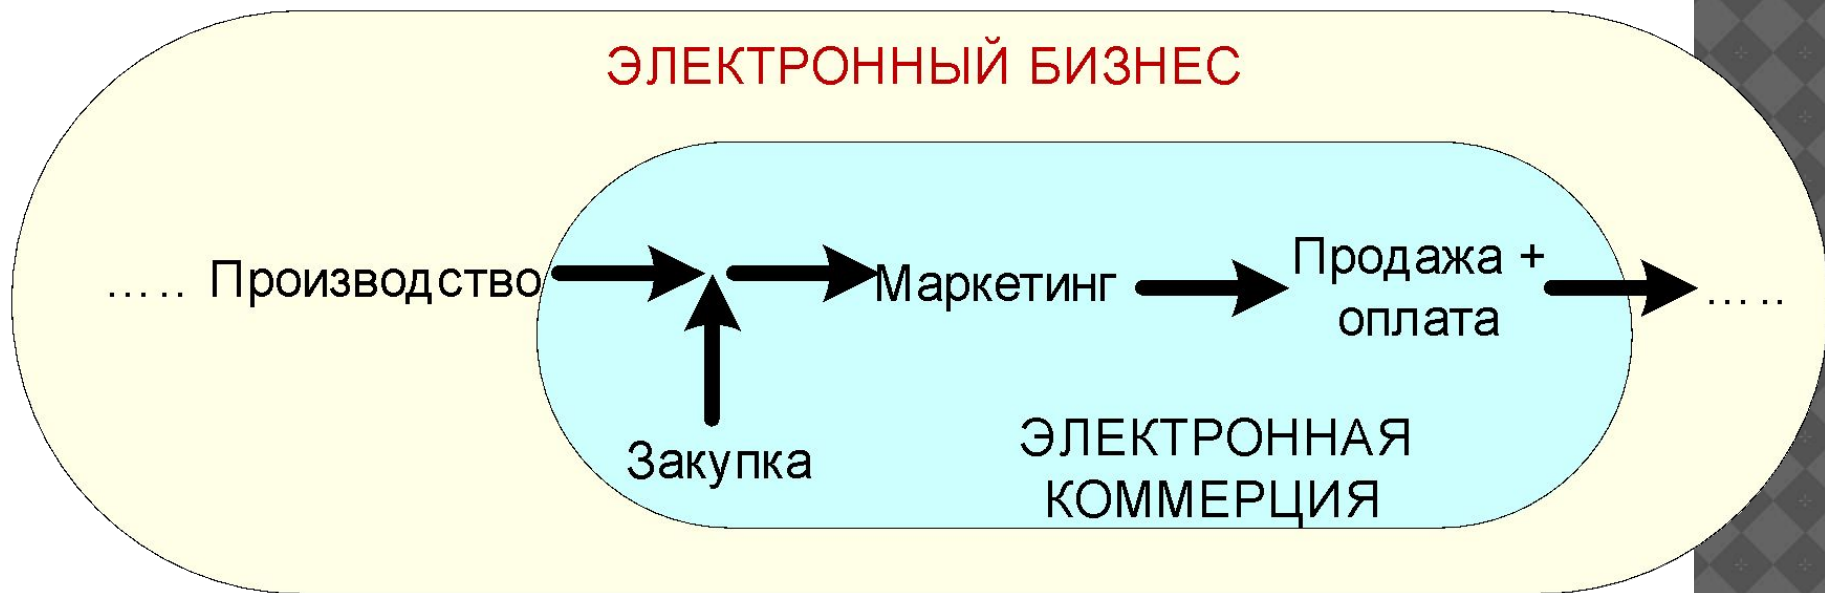 ЭЛЕКТРОННЫЙ БИЗНЕС
..... Производство
Маркетинг
Продажа +
оплата
.....
Закупка
ЭЛЕКТРОННАЯ
КОММЕРЦИЯ